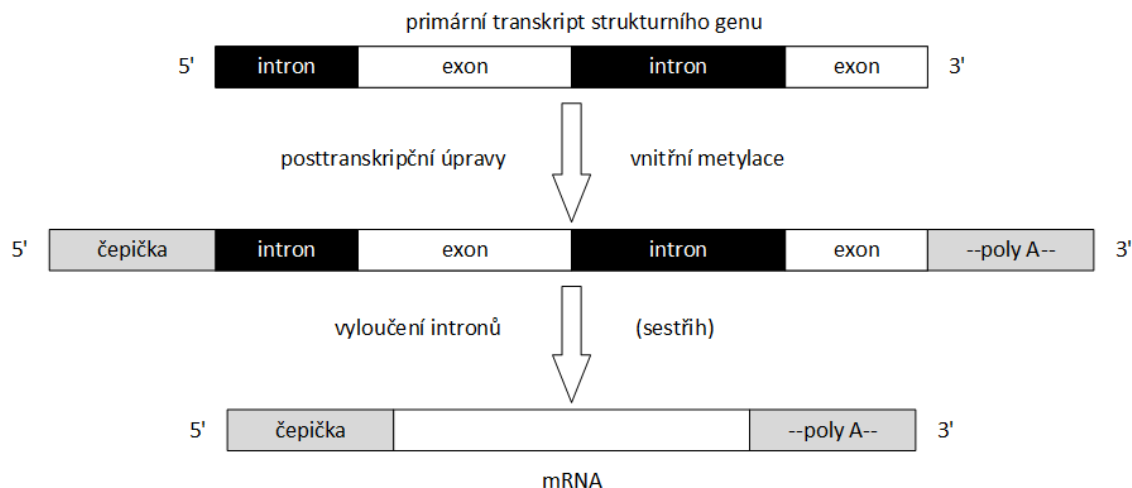 primární transkript strukturního genu
5' intron exon intron exon 3'
posttranskripční úpravy vnitřní metylace
5' čepička intron exon intron exon --poly A-- 3'
vyloučení intronů (sestřih)
5' čepička --poly A-- 3'
mRNA